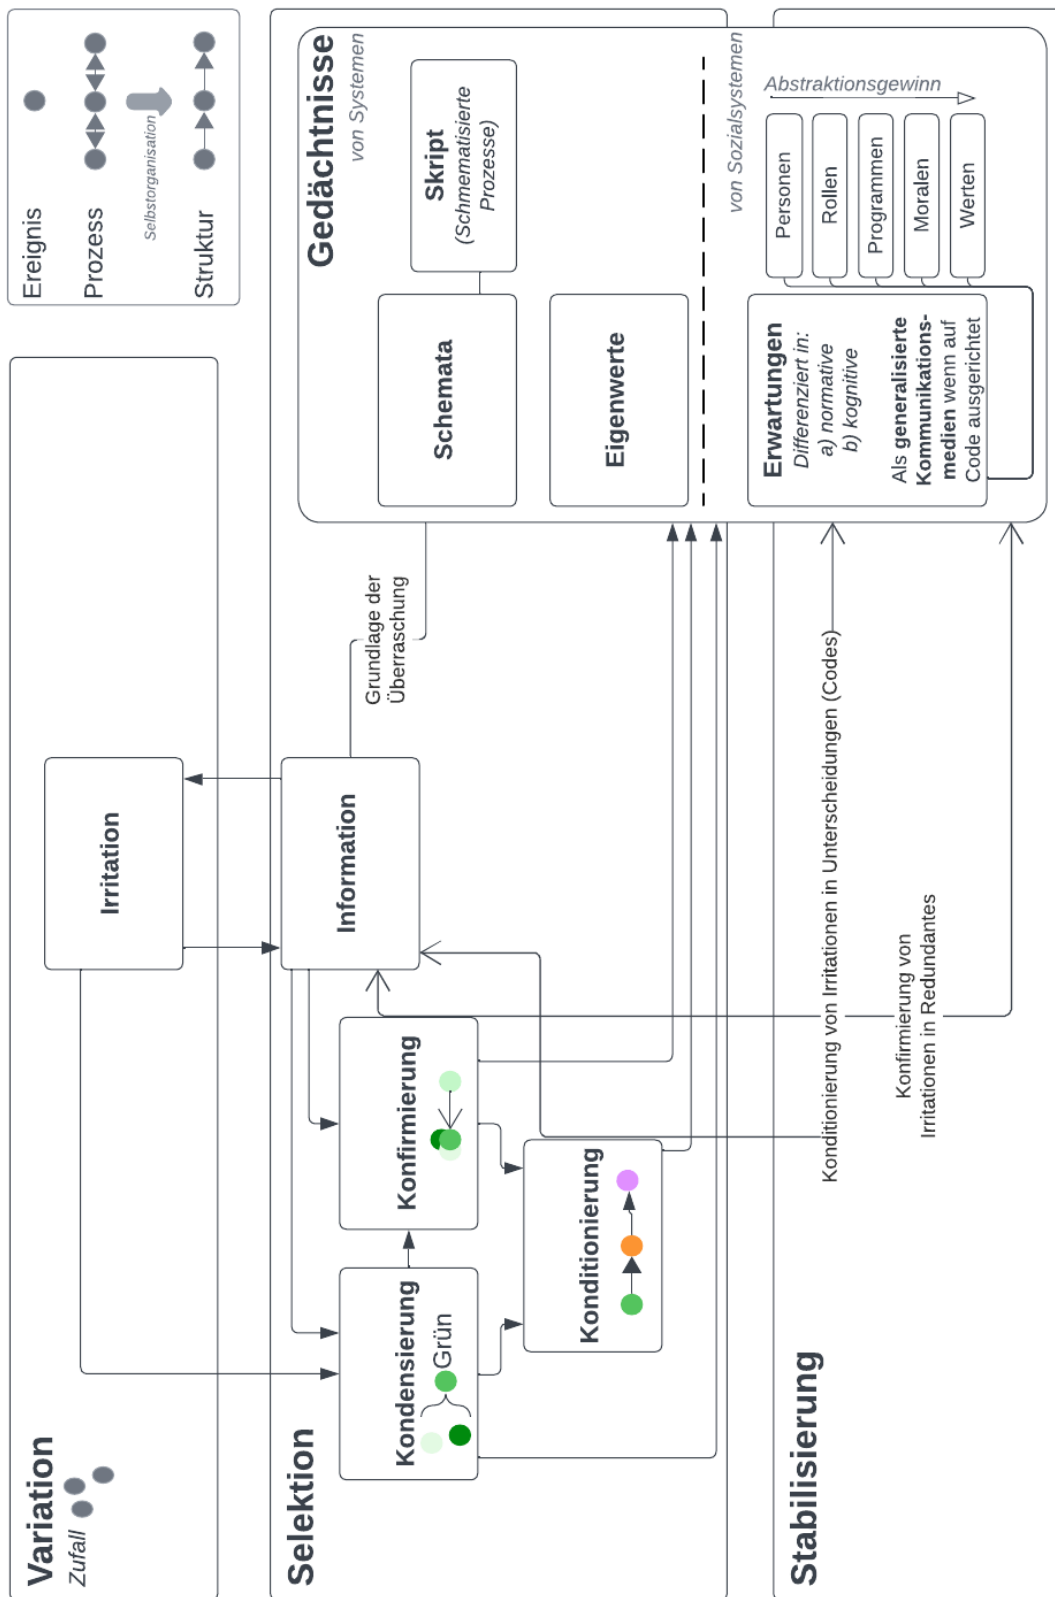 Variation
Zufall
Irritation
Ereignis
Prozess
Selbstorganisation
Struktur
Selektion
Kondensierung
Grün
Konfirmierung
Konditionierung
Information
Grundlage der
Überraschung
Gedächtnisse
von Systemen
Schemata
Skript
(Schmematisierte
Prozesse)
Eigenwerte
von Sozialsystemen
Stabilisierung
Konditionierung von Irritationen in Unterscheidungen (Codes)
Konfirmierung von
Irritationen in Redundantes
Erwartungen
Differenziert in:
a) normative
b) kognitive
Als generalisierte
Kommunikations-
medien wenn auf
Code ausgerichtet
Abstraktionsgewinn
Personen
Rollen
Programmen
Moralen
Werten